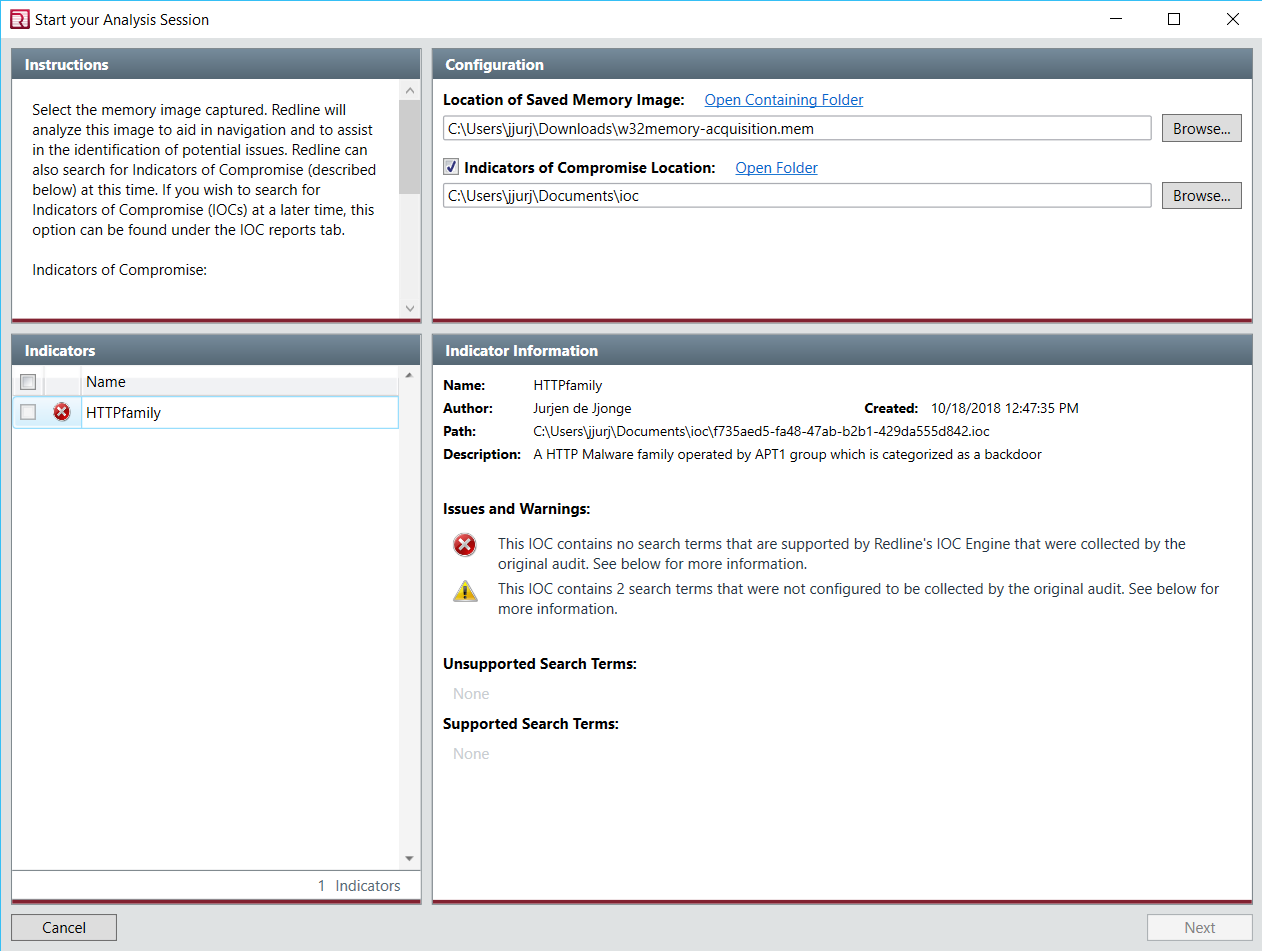 Start your Analysis Session
Instructions
Select the memory image captured. Redline will
analyze this image to aid in navigation and to assist
in the identification of potential issues. Redline can
also search for Indicators of Compromise (described
below) at this time. If you wish to search for
Indicators of Compromise (IOCs) at a later time, this
option can be found under the IOC reports tab.
Indicators of Compromise:
Configuration
Location of Saved Memory Image: Open Containing Folder
C:\Users\jjurj\Downloads\w32memory-acquisition.mem Browse...
Indicators of Compromise Location: Open Folder
C:\Users\jjurj\Documents\ioc Browse...
Indicators
Name
HTTPfamily
1 Indicators
Indicator Information
Name: HTTPfamily
Author: Jurjen de Jjonge Created: 10/18/2018 12:47:35 PM
Path: C:\Users\jjurj\Documents\ioc\f735aed5-fa48-47ab-b2b1-429da555d842.ioc
Description: A HTTP Malware family operated by APT1 group which is categorized as a backdoor
Issues and Warnings:
This IOC contains no search terms that are supported by Redline's IOC Engine that were collected by the
original audit. See below for more information.
This IOC contains 2 search terms that were not configured to be collected by the original audit. See below for
more information.
Unsupported Search Terms:
None
Supported Search Terms:
None
Cancel
Next